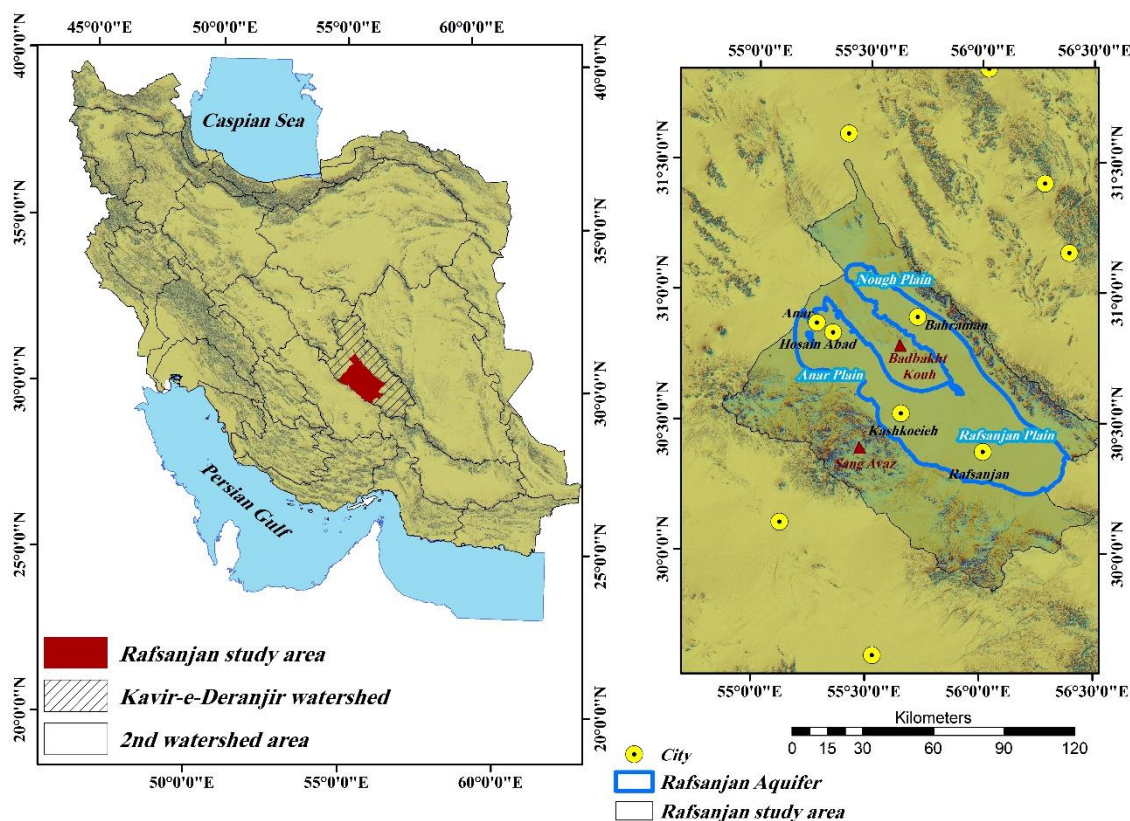 45°0'0"E 50°0'0"E 55°0'0"E 60°0'0"E
40°0'0"N
35°0'0"N
30°0'0"N
25°0'0"N
20°0'0"N
Caspian Sea
Persian Gulf
40°0'0"N
35°0'0"N
30°0'0"N
25°0'0"N
20°0'0"N
Rafsanjan study area
Kavir-e-Deranjir watershed
2nd watershed area
50°0'0"E 55°0'0"E 60°0'0"E
55°0'0"E 55°30'0"E 56°0'0"E 56°30'0"E
31°30'0"N
31°0'0"N
30°30'0"N
30°0'0"N
Nough Plain
Anar
Bahraman
Hosain Abad
Badbakht
Kouh
Anar Plain
Kashkoeieh
Rafsanjan Plain
Sang Avaz
Rafsanjan
31°30'0"N
31°0'0"N
30°30'0"N
30°0'0"N
55°0'0"E 55°30'0"E 56°0'0"E 56°30'0"E
Kilometers
0 7.5 15 30 60 90 120
City
Rafsanjan Aquifer
Rafsanjan study area